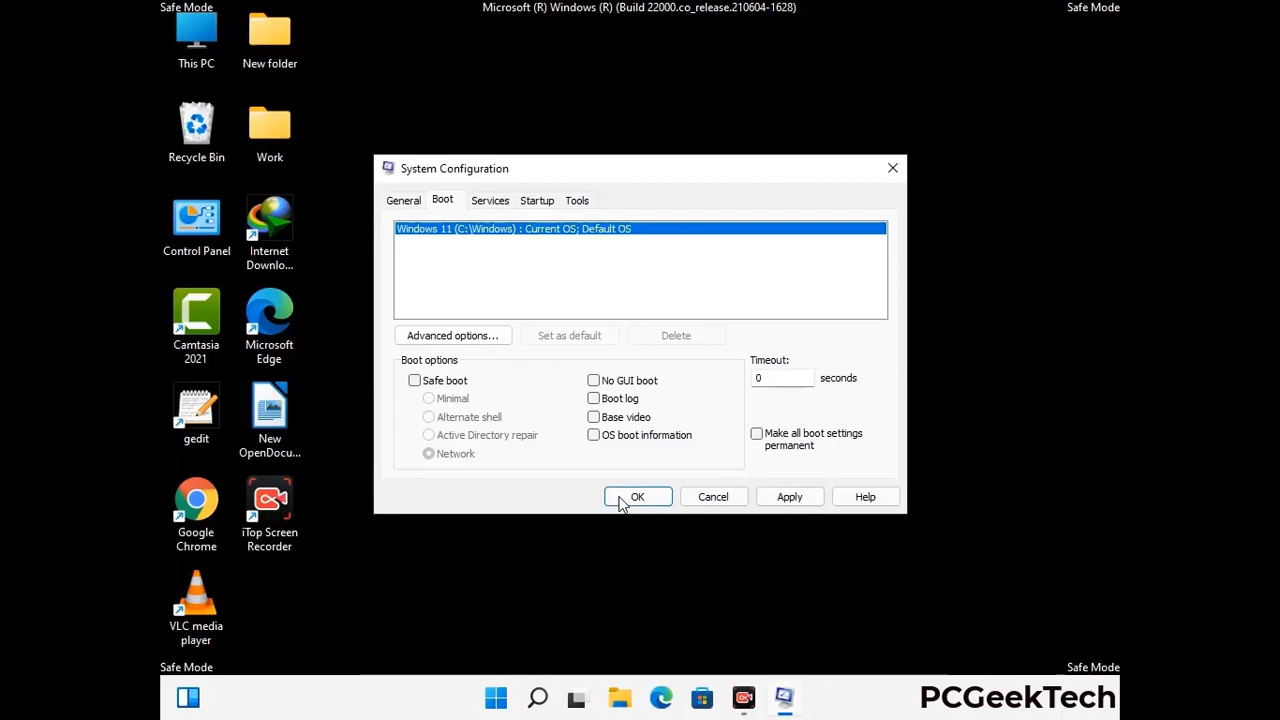 Safe Mode
Microsoft (R) Windows (R) (Build 22000.co_release.210604-1628)
Safe Mode
This PC
New folder
Recycle Bin
Work
Control Panel
Internet
Downlo...
Camtasia
2021
Microsoft
Edge
gedit
New
OpenDocu...
Google
Chrome
iTop Screen
Recorder
VLC media
player
System Configuration
General
Boot
Services
Startup
Tools
Windows 11 (C:\Windows) : Current OS; Default OS
Advanced options...
Set as default
Delete
Boot options
Safe boot
Minimal
Alternate shell
Active Directory repair
Network
No GUI boot
Boot log
Base video
OS boot information
Timeout:
0 seconds
Make all boot settings
permanent
OK
Cancel
Apply
Help
Safe Mode
Safe Mode
PCGeekTech